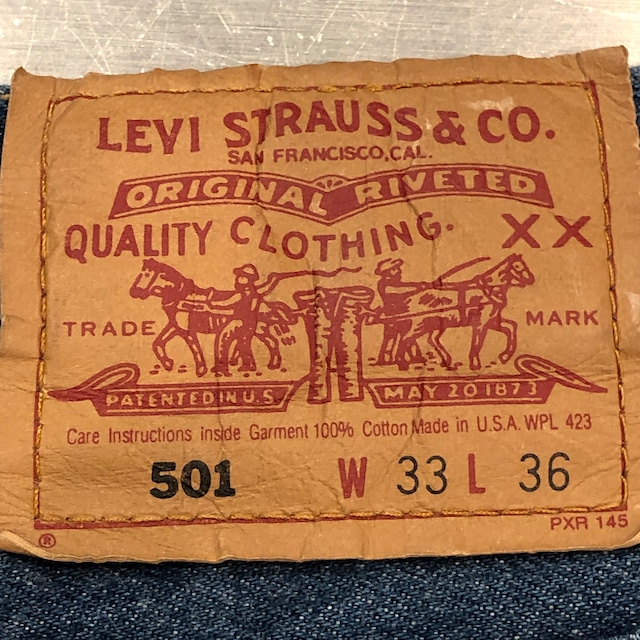 LEVI STRAUSS & CO.
SAN FRANCISCO, CAL.
ORIGINAL RIVETED
QUALITY CLOTHING. XX
TRADE MARK
PATENTED IN U.S. MAY 20 1873
Care Instructions inside Garment 100% Cotton Made in U.S.A. WPL 423
501 W 33 L 36
PXR 145
®